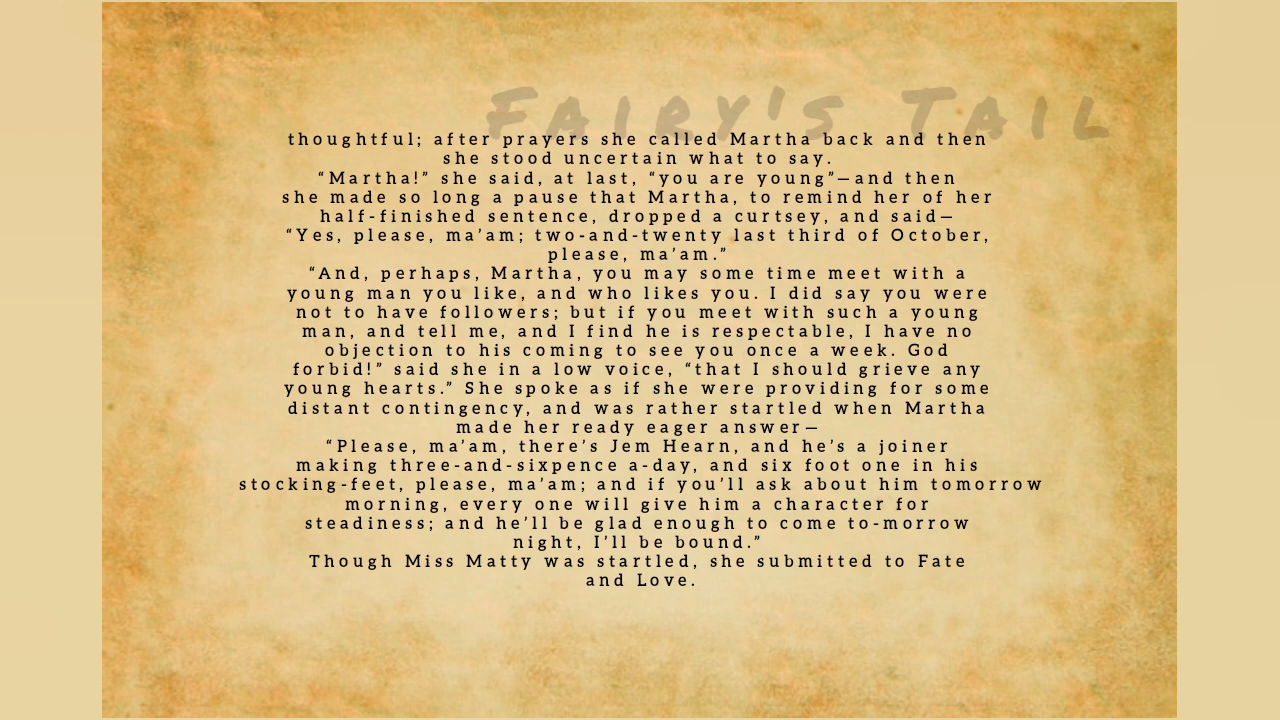 FAIRY'S TAIL
thoughtful; after prayers she called Martha back and then
she stood uncertain what to say.
“Martha!” she said, at last, “you are young”—and then
she made so long a pause that Martha, to remind her of her
half-finished sentence, dropped a curtsey, and said—
“Yes, please, ma’am; two-and-twenty last third of October,
please, ma’am.”
“And, perhaps, Martha, you may some time meet with a
young man you like, and who likes you. I did say you were
not to have followers; but if you meet with such a young
man, and tell me, and I find he is respectable, I have no
objection to his coming to see you once a week. God
forbid!” said she in a low voice, “that I should grieve any
young hearts.” She spoke as if she were providing for some
distant contingency, and was rather startled when Martha
made her ready eager answer—
“Please, ma’am, there’s Jem Hearn, and he’s a joiner
making three-and-sixpence a-day, and six foot one in his
stocking-feet, please, ma’am; and if you’ll ask about him tomorrow
morning, every one will give him a character for
steadiness; and he’ll be glad enough to come to-morrow
night, I’ll be bound.”
Though Miss Matty was startled, she submitted to Fate
and Love.